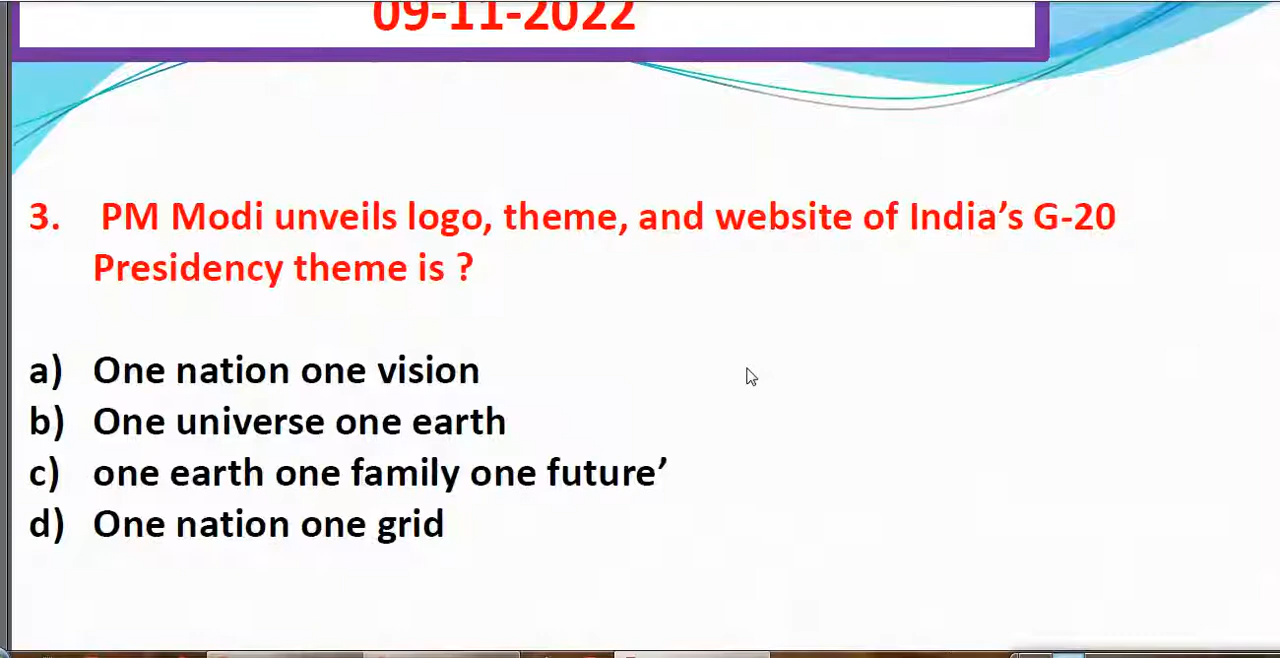 09-11-2022
3. PM Modi unveils logo, theme, and website of India’s G-20
Presidency theme is ?
a) One nation one vision
b) One universe one earth
c) one earth one family one future’
d) One nation one grid